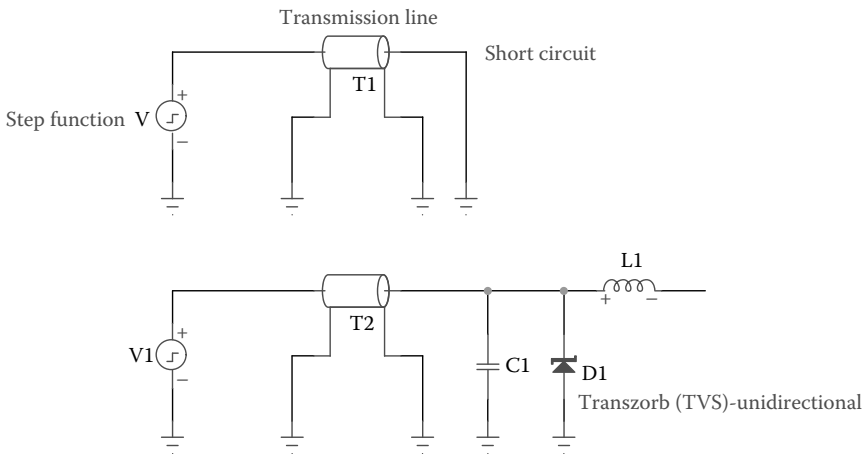 Transmission line
Short circuit
T1
Step function V
+
−
L1
+ −
T2
V1
+
−
C1
D1
Transzorb (TVS)-unidirectional